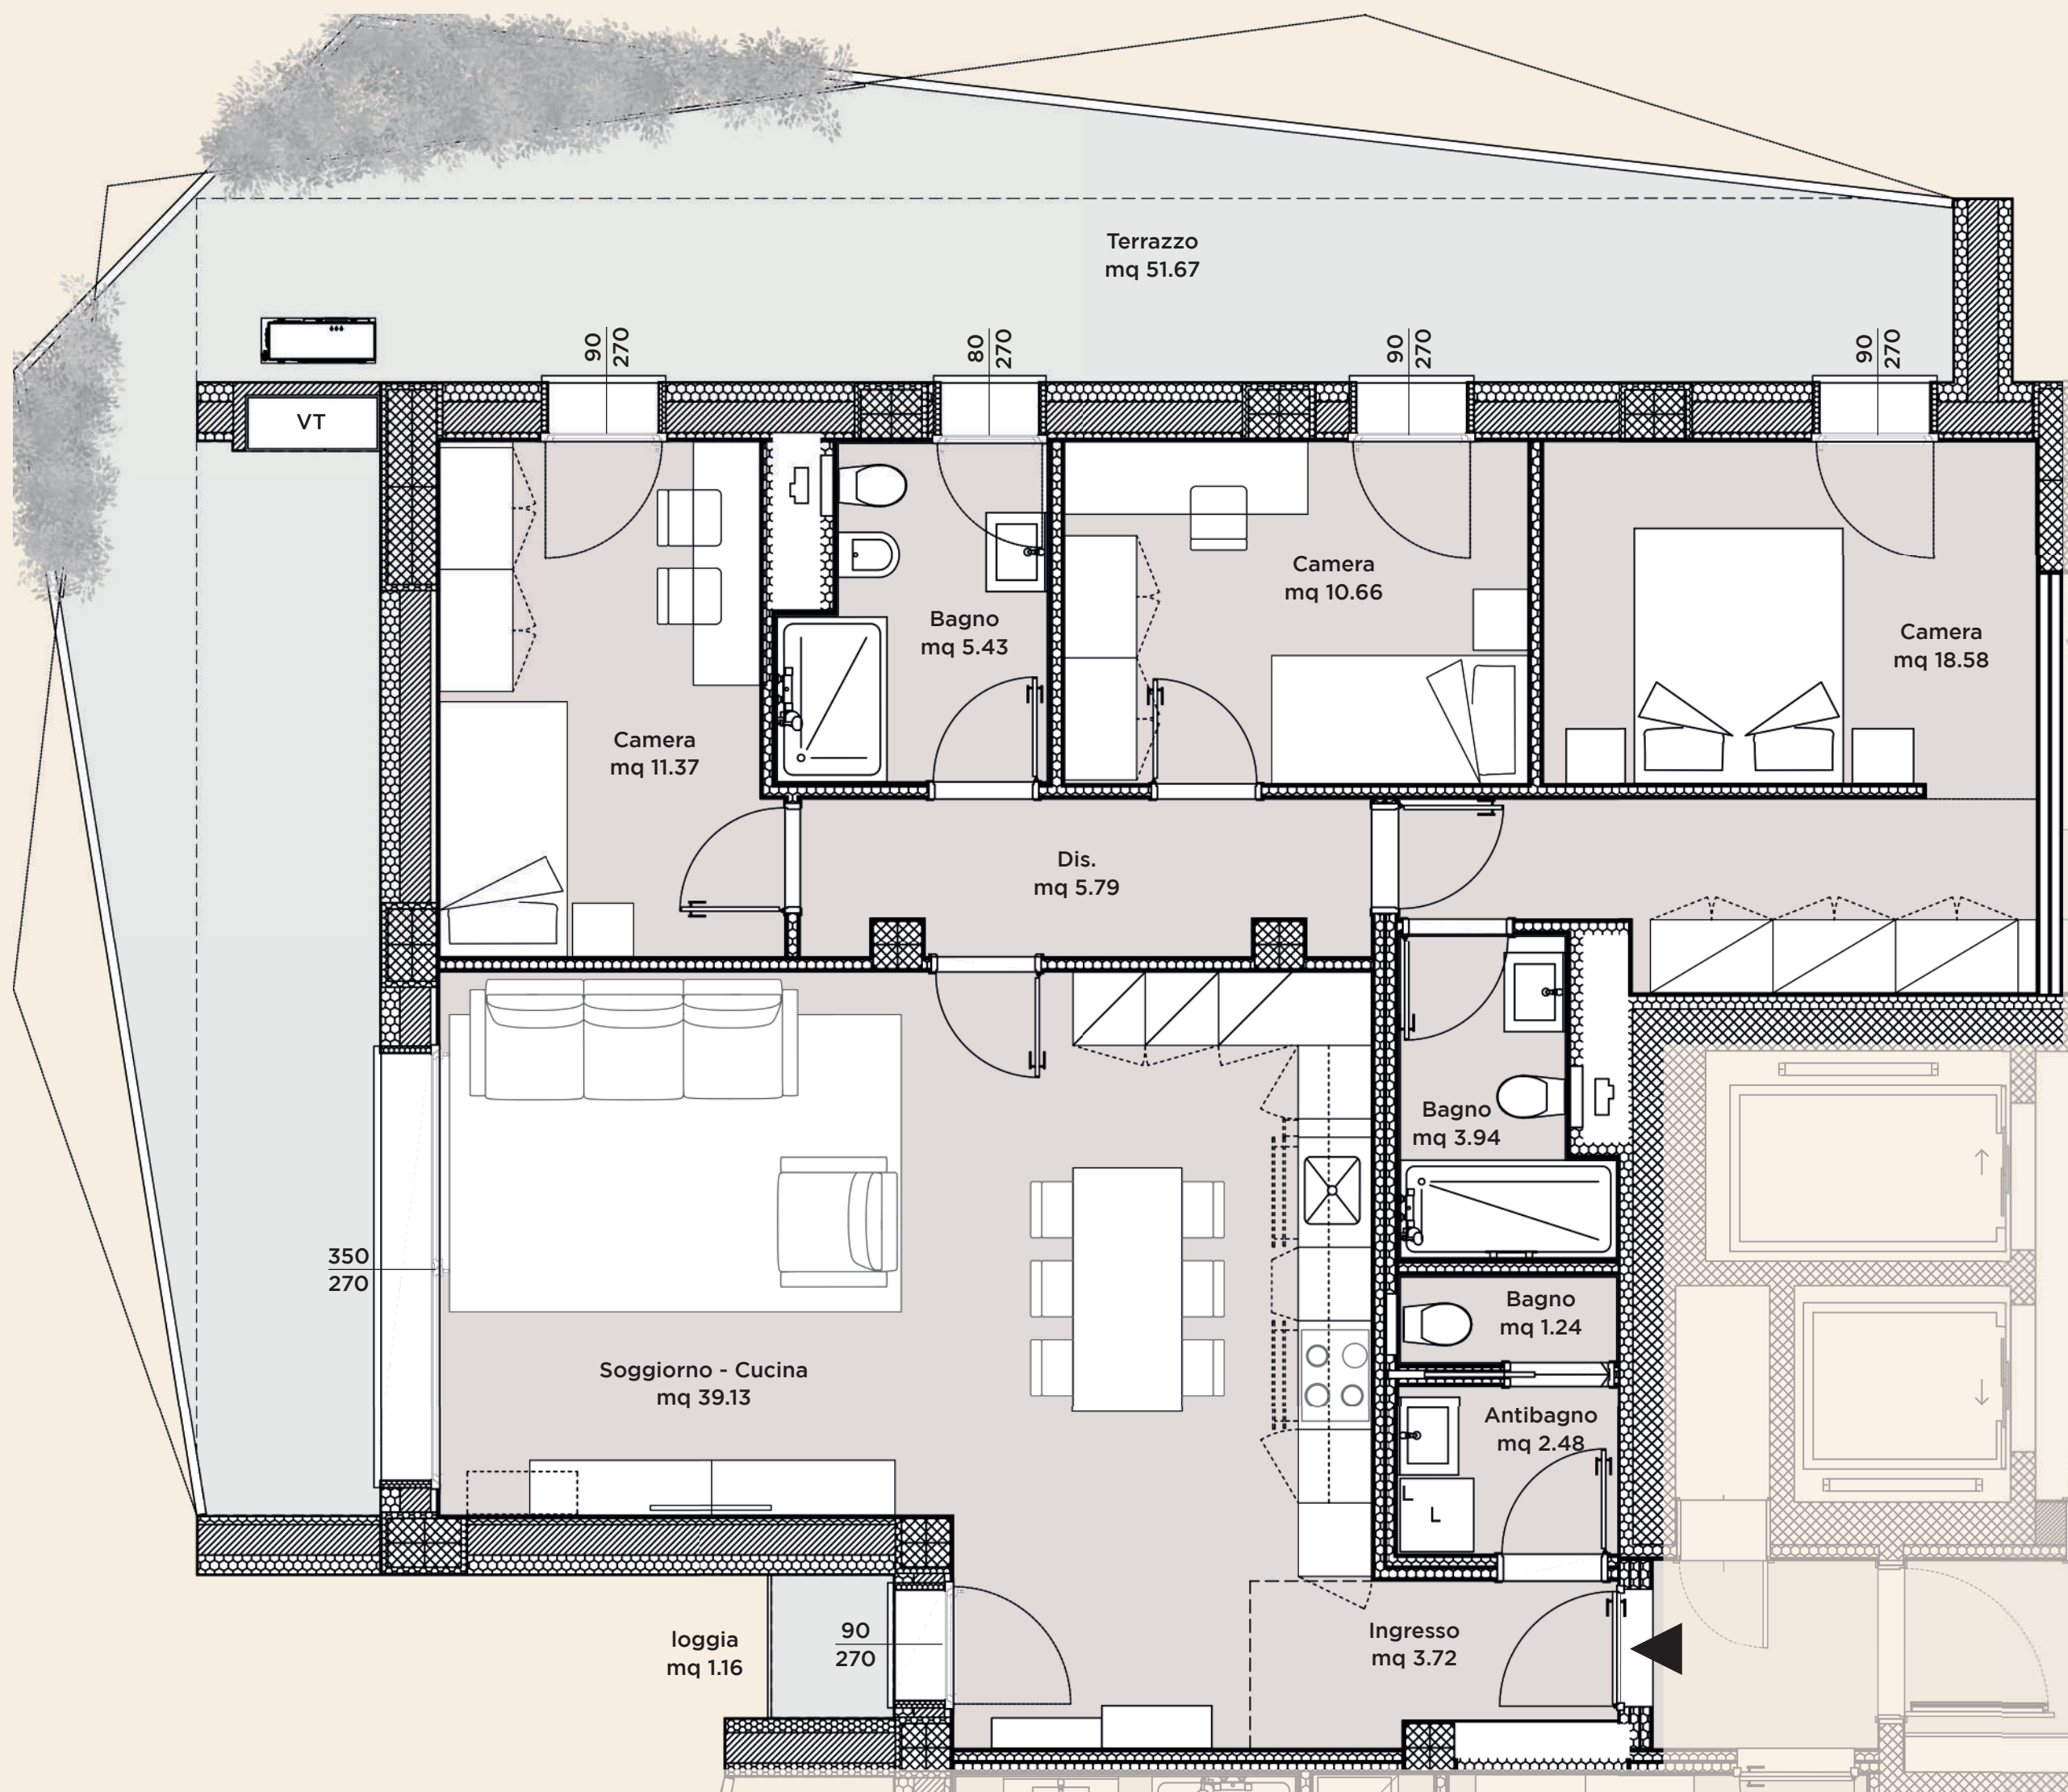 Terrazzo
mq 51.67
90
270
80
270
90
270
90
270
VT
Camera
mq 10.66
Bagno
mq 5.43
Camera
mq 18.58
Camera
mq 11.37
Dis.
mq 5.79
Bagno
mq 3.94
350
270
Bagno
mq 1.24
Soggiorno - Cucina
mq 39.13
Antibagno
mq 2.48
L
L
loggia
mq 1.16
90
270
Ingresso
mq 3.72